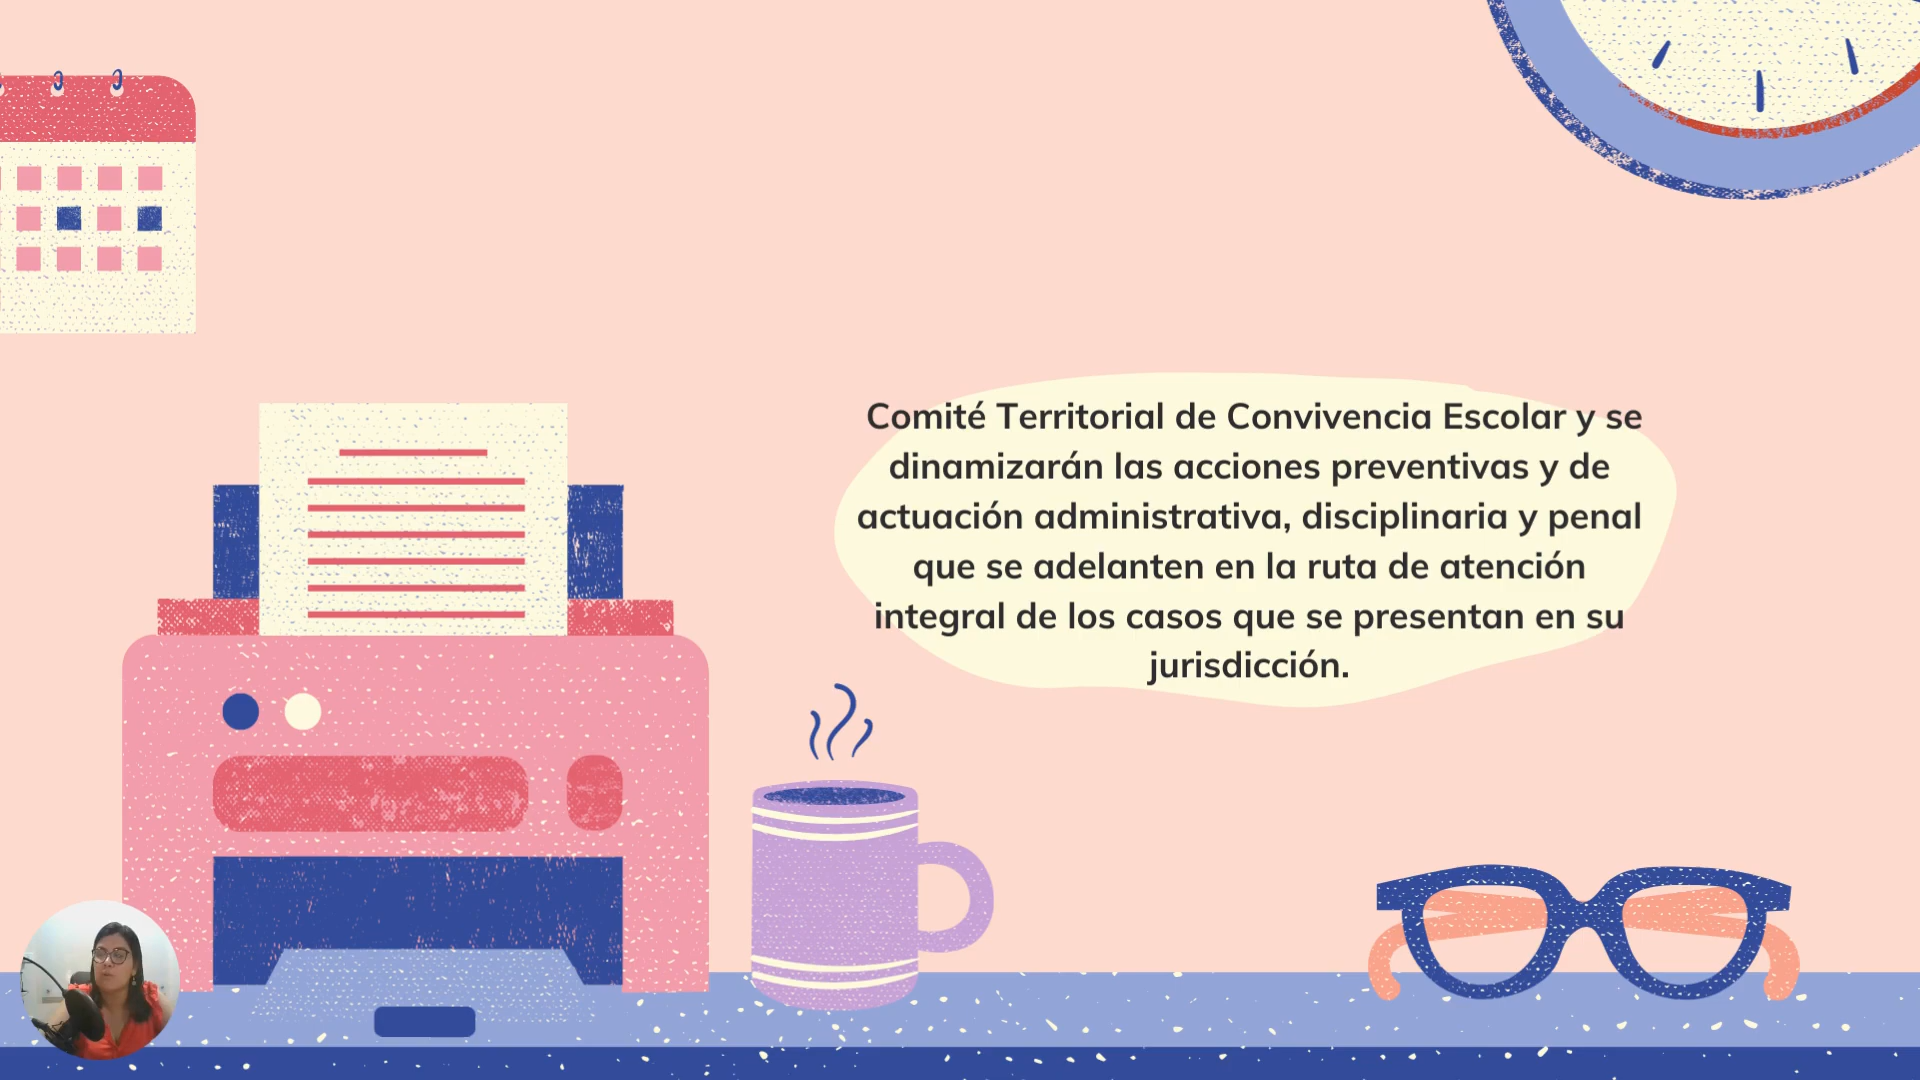 Comité Territorial de Convivencia Escolar y se
dinamizarán las acciones preventivas y de
actuación administrativa, disciplinaria y penal
que se adelanten en la ruta de atención
integral de los casos que se presentan en su
jurisdicción.